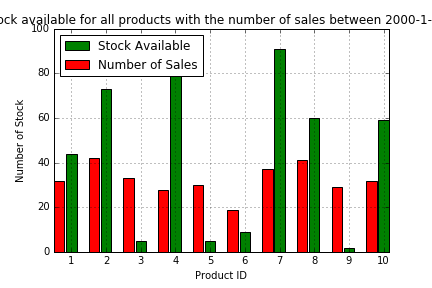 ock available for all products with the number of sales between 2000-1-
Stock Available
Number of Sales
100
80
60
40
20
0
Number of Stock
1 2 3 4 5 6 7 8 9 10
Product ID